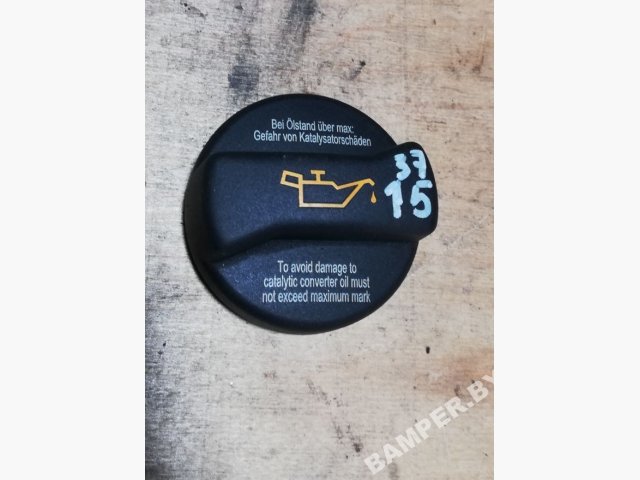 Bei Ölstand über max:
Gefahr von Katalysatorschäden
37
15
To avoid damage to
catalytic converter oil must
not exceed maximum mark
BAMPER.BY